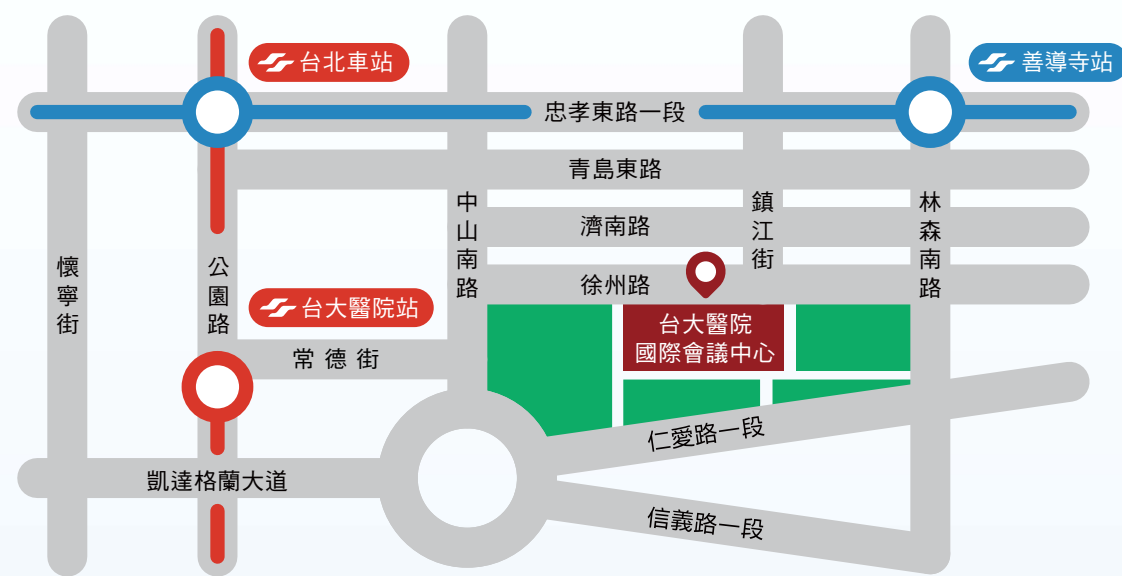 台北車站
善導寺站
忠孝東路一段
青島東路
中山南路
鎮江街
林森南路
濟南路
懷寧街
公園路
徐州路
台大醫院站
台大醫院
國際會議中心
常德街
仁愛路一段
凱達格蘭大道
信義路一段